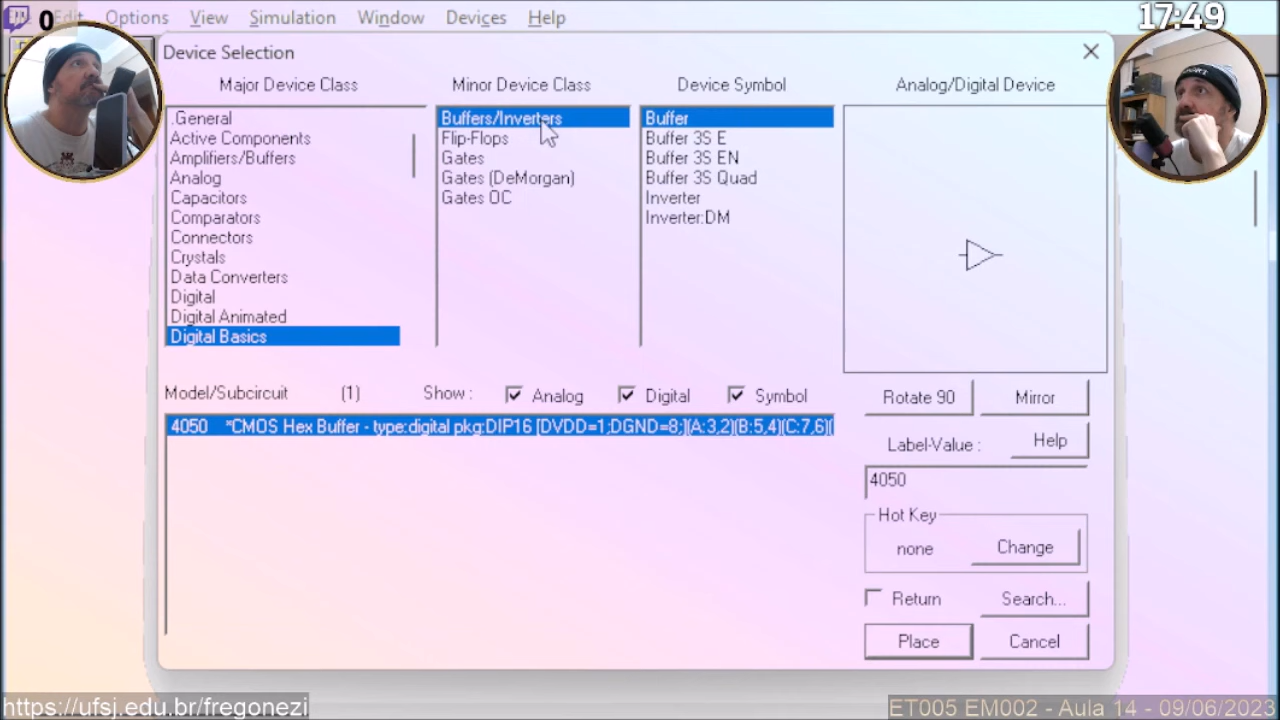 0
Edit Options View Simulation Window Devices Help
17:49
Device Selection
Major Device Class
Minor Device Class
Device Symbol
Analog/Digital Device
.General
Active Components
Amplifiers/Buffers
Analog
Capacitors
Comparators
Connectors
Crystals
Data Converters
Digital
Digital Animated
Digital Basics
Buffers/Inverters
Flip-Flops
Gates
Gates (DeMorgan)
Gates OC
Buffer
Buffer 3S E
Buffer 3S EN
Buffer 3S Quad
Inverter
Inverter:DM
Model/Subcircuit (1) Show : Analog Digital Symbol
4050 *CMOS Hex Buffer - type:digital pkg:DIP16 [DVDD=1;DGND=8;](A:3,2)(B:5,4)(C:7,6)(
Rotate 90 Mirror
Label-Value : Help
4050
Hot Key
none Change
Return Search...
Place Cancel
https://ufsj.edu.br/fregonezi
ET005 EM002 - Aula 14 - 09/06/2023